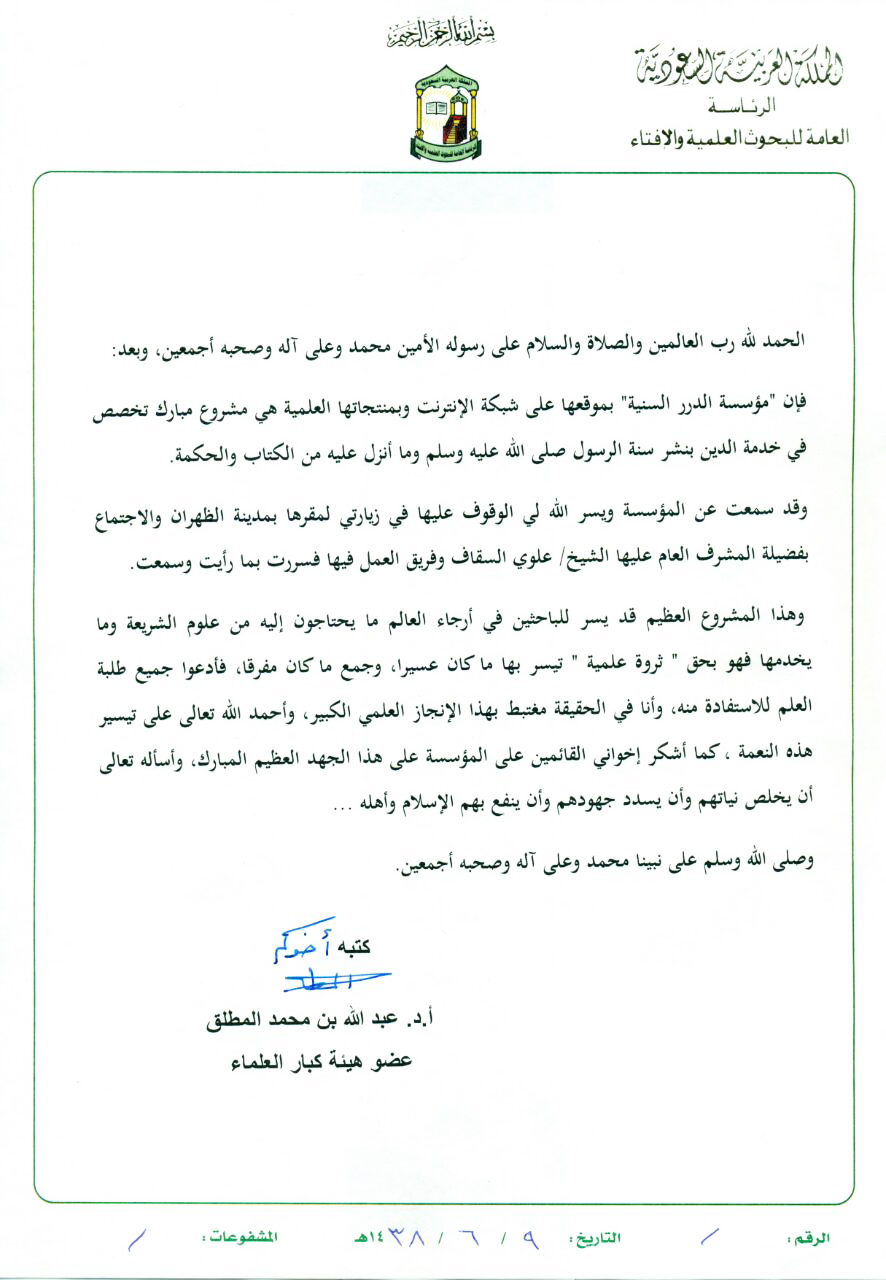 بسم الله الرحمن الرحيم
المملكة العربية السعودية
الرئاسة
العامة للبحوث العلمية والافتاء
المملكة العربية السعودية
الرئاسة العامة للبحوث العلمية والافتاء
الحمد لله رب العالمين والصلاة والسلام على رسوله الأمين محمد وعلى آله وصحبه أجمعين، وبعد:
فإن "مؤسسة الدرر السنية" بموقعها على شبكة الإنترنت وبمنتجاتها العلمية هي مشروع مبارك تخصص
في خدمة الدين بنشر سنة الرسول صلى الله عليه وسلم وما أنزل عليه من الكتاب والحكمة.
وقد سمعت عن المؤسسة ويسر الله لي الوقوف عليها في زيارتي لمقرها بمدينة الظهران والاجتماع
بفضيلة المشرف العام عليها الشيخ/ علوي السقاف وفريق العمل فيها فسررت بما رأيت وسمعت.
وهذا المشروع العظيم قد يسر للباحثين في أرجاء العالم ما يحتاجون إليه من علوم الشريعة وما
يخدمها فهو بحق " ثروة علمية " تيسر بها ما كان عسيرا، وجمع ما كان مفرقا، فأدعوا جميع طلبة
العلم للاستفادة منه، وأنا في الحقيقة مغتبط بهذا الإنجاز العلمي الكبير، وأحمد الله تعالى على تيسير
هذه النعمة ، كما أشكر إخواني القائمين على المؤسسة على هذا الجهد العظيم المبارك، وأسأله تعالى
أن يخلص نياتهم وأن يسدد جهودهم وأن ينفع بهم الإسلام وأهله ...
وصلى الله وسلم على نبينا محمد وعلى آله وصحبه أجمعين.
كتبه أخوكم
المطلق
أ.د. عبد الله بن محمد المطلق
عضو هيئة كبار العلماء
الرقم: / التاريخ: ٩ / ٦ / ١٤٣٨هـ المشفوعات: /